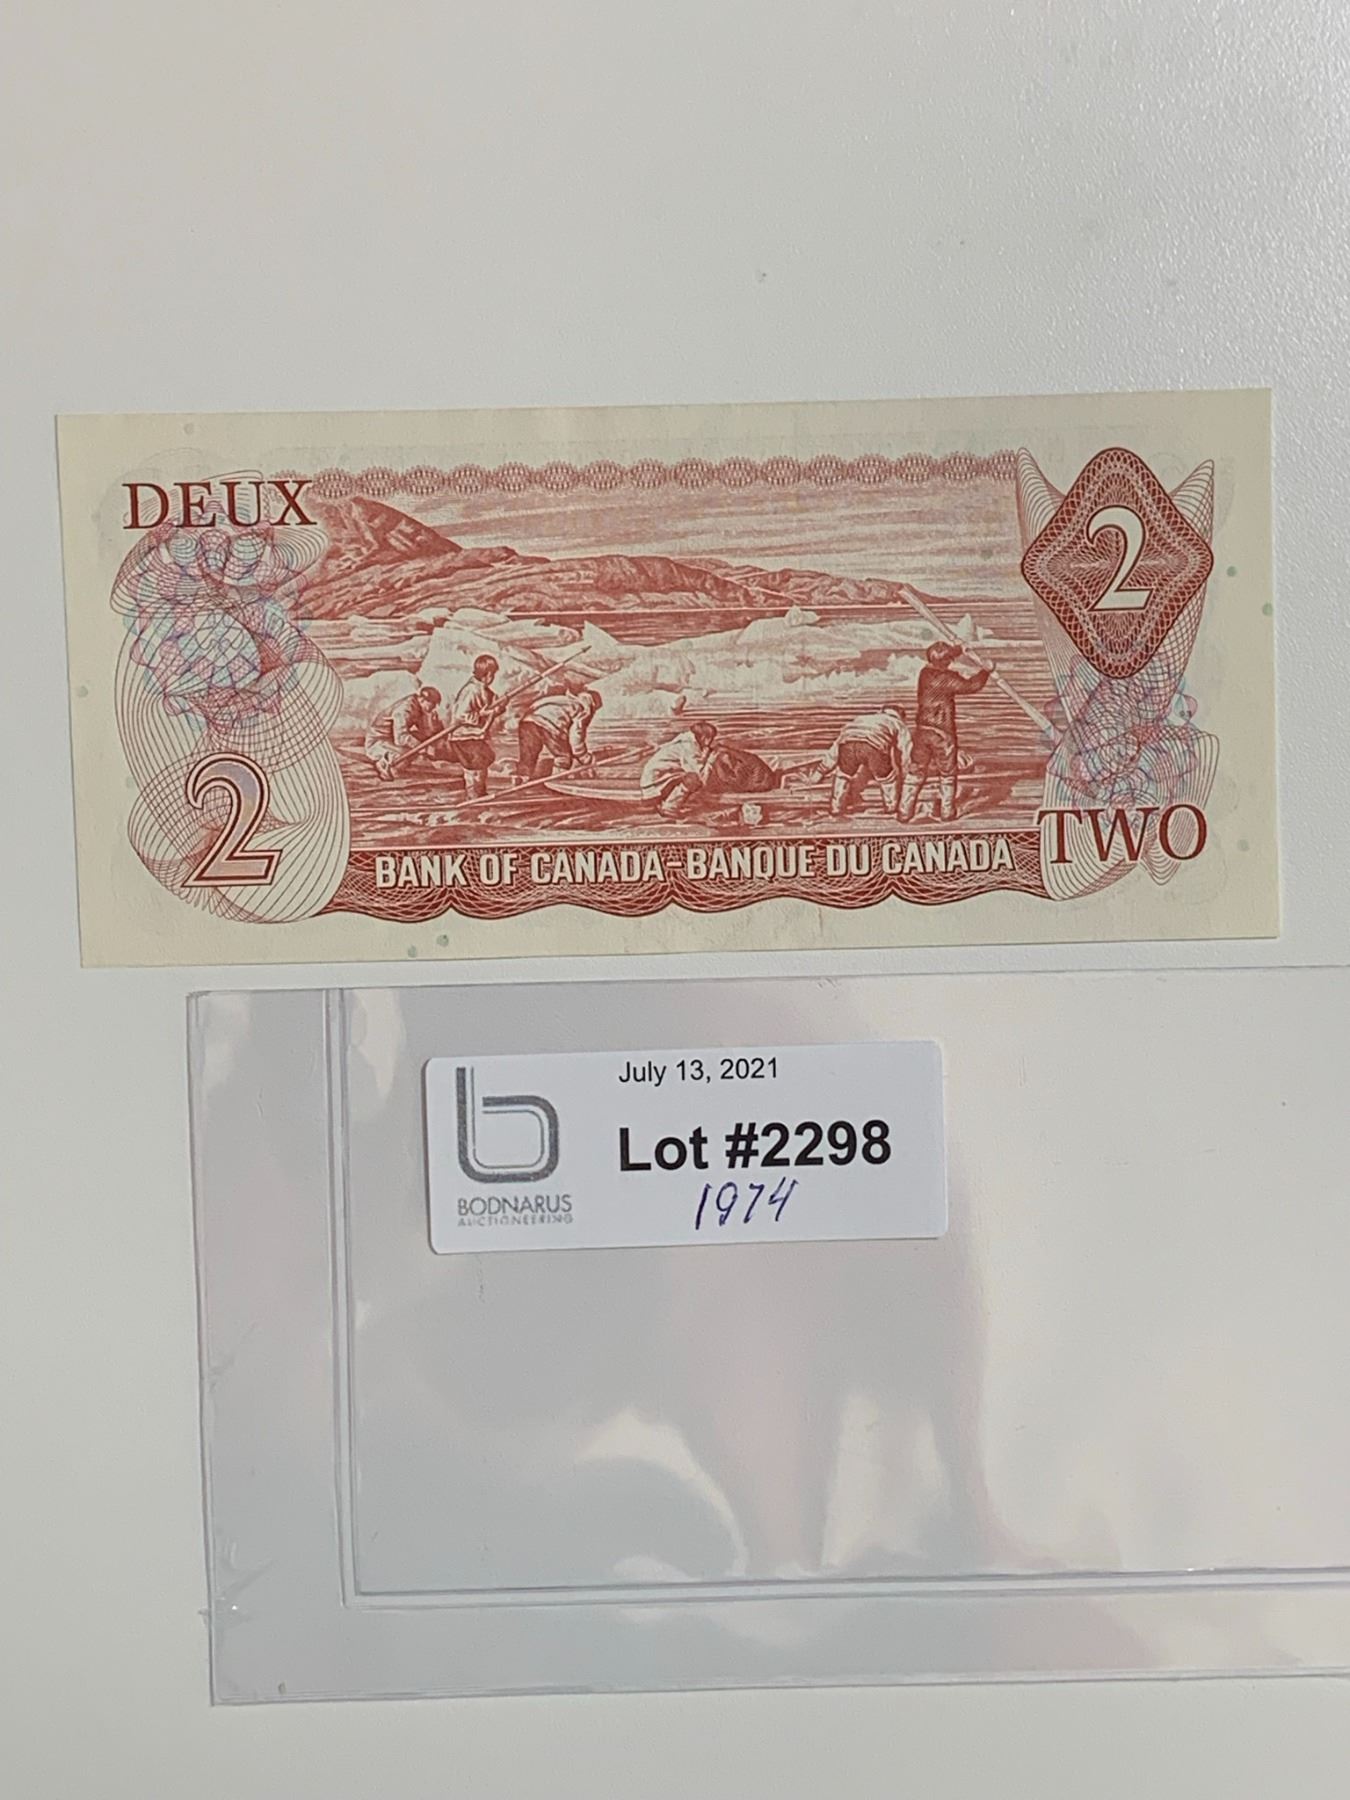 DEUX
2
2
TWO
BANK OF CANADA-BANQUE DU CANADA
July 13, 2021
Lot #2298
1974
b
BODNARUS
AUCTIONEERING